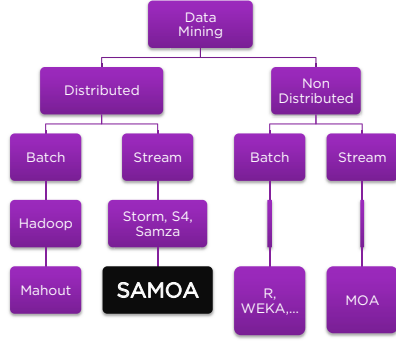 Data
Mining
Distributed
Non
Distributed
Batch
Stream
Batch
Stream
Hadoop
Storm, S4,
Samza
Mahout
SAMOA
R,
WEKA,...
MOA